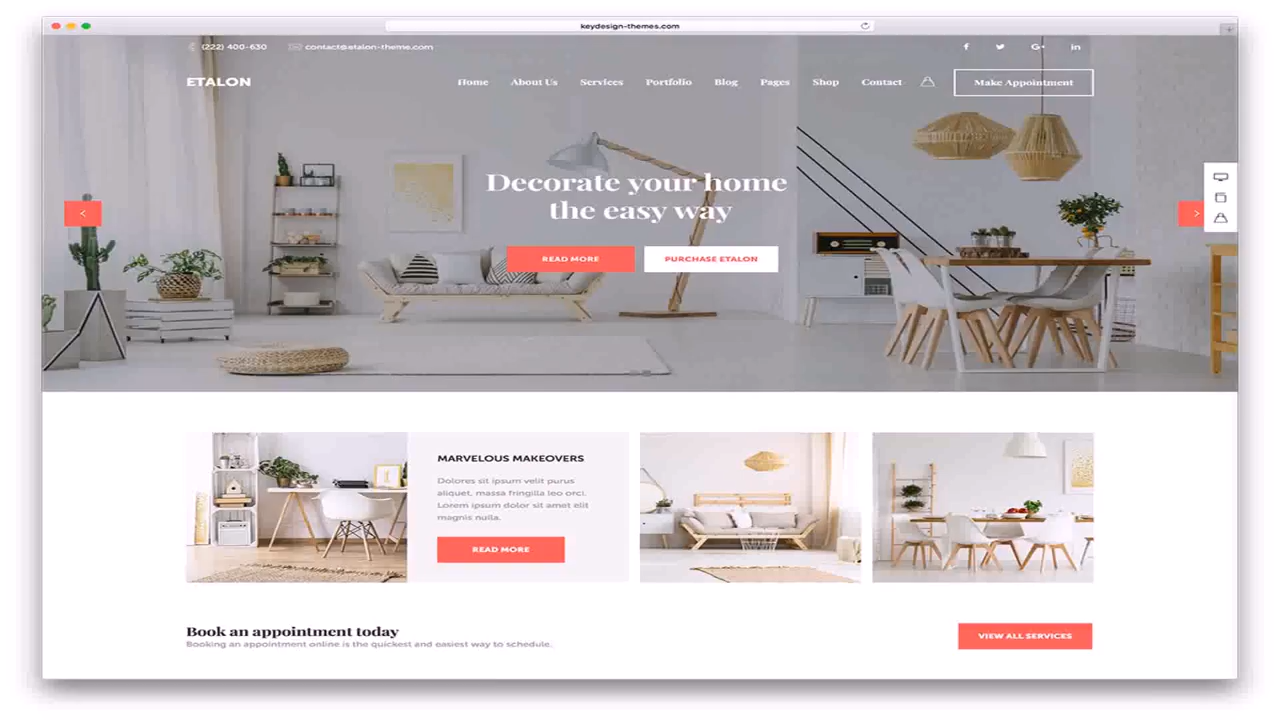 keydesign-themes.com
(222) 400-630 contact@etalon-theme.com
ETALON Home About Us Services Portfolio Blog Pages Shop Contact Make Appointment
Decorate your home
the easy way
READ MORE PURCHASE ETALON
MARVELOUS MAKEOVERS
Dolores sit ipsum velit purus
aliquet, massa fringilla leo orci.
Lorem ipsum dolor sit amet elit
magnis nulla.
READ MORE
Book an appointment today
Booking an appointment online is the quickest and easiest way to schedule.
VIEW ALL SERVICES